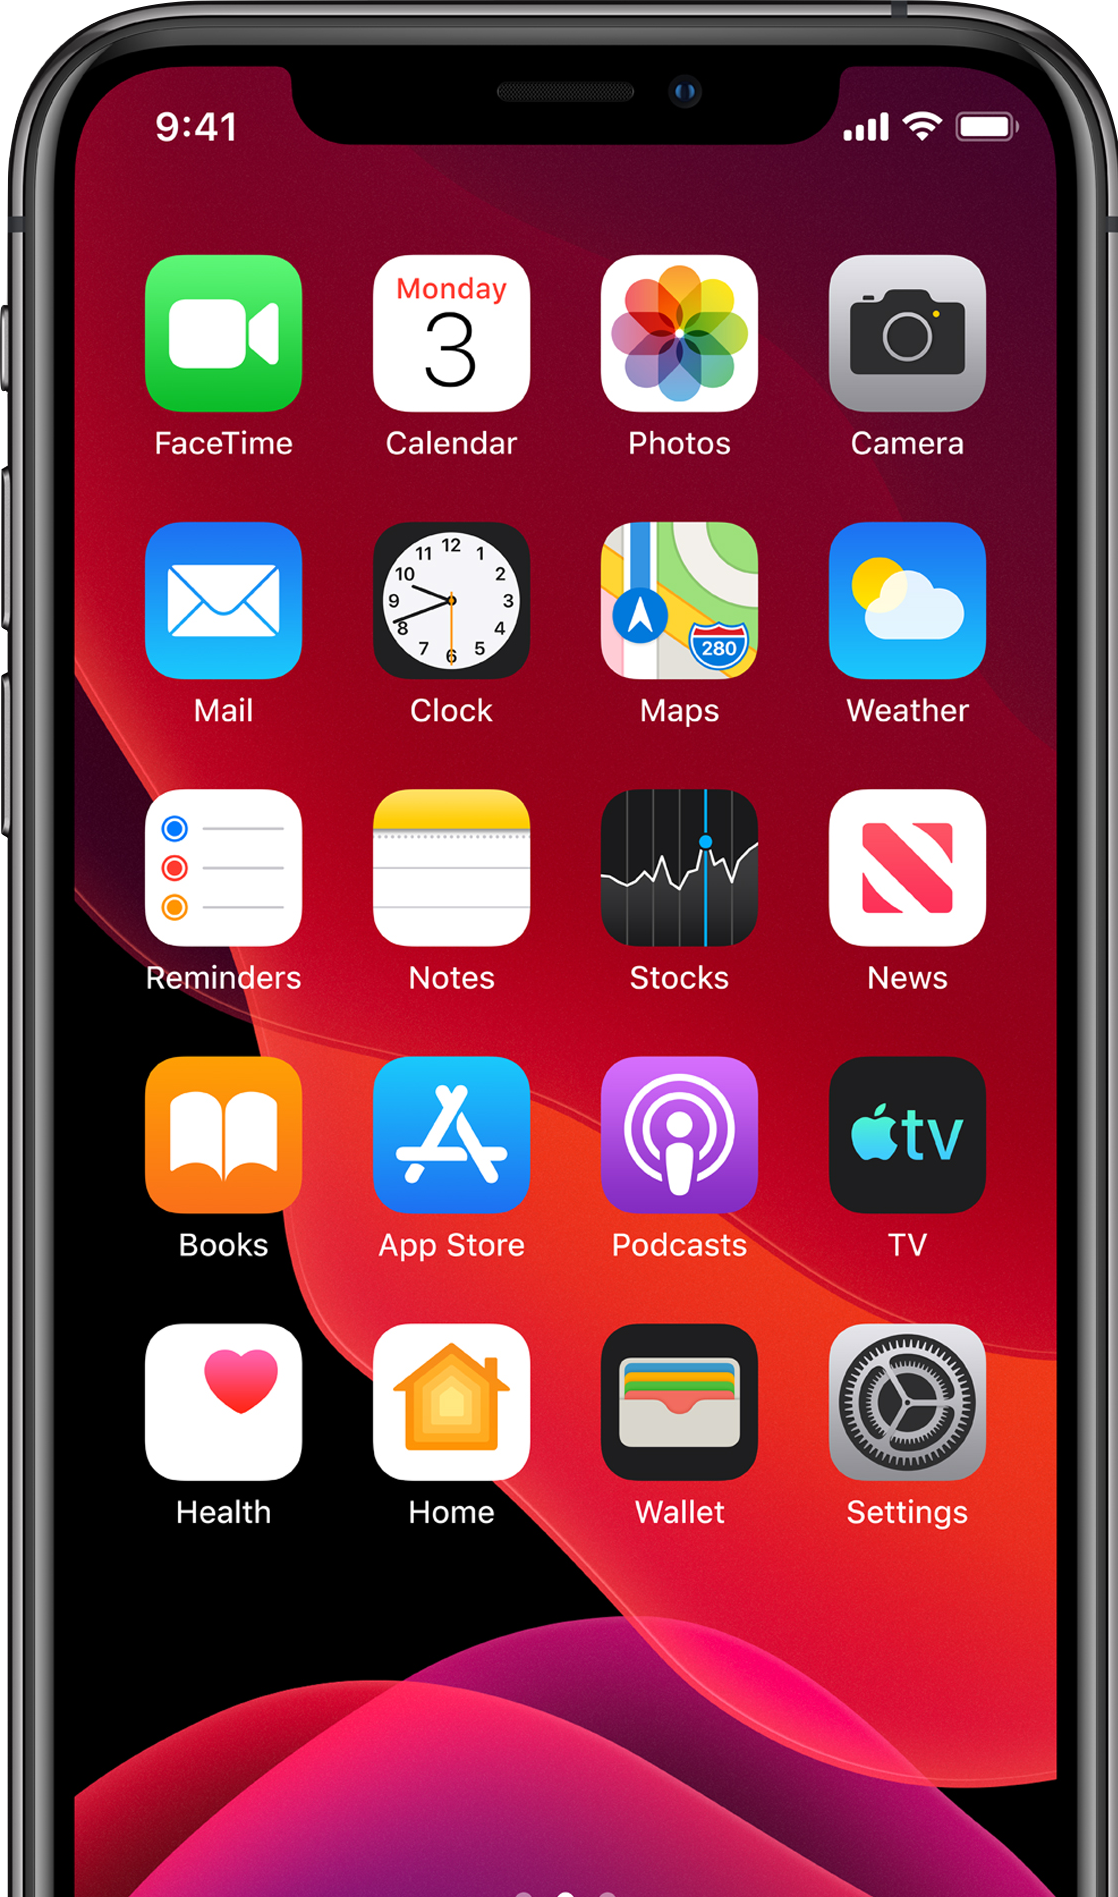 9:41
Monday
3
FaceTime
Calendar
Photos
Camera
12
11
1
10
2
9
3
8
4
7
5
6
280
Mail
Clock
Maps
Weather
Reminders
Notes
Stocks
News
tv
Books
App Store
Podcasts
TV
Health
Home
Wallet
Settings